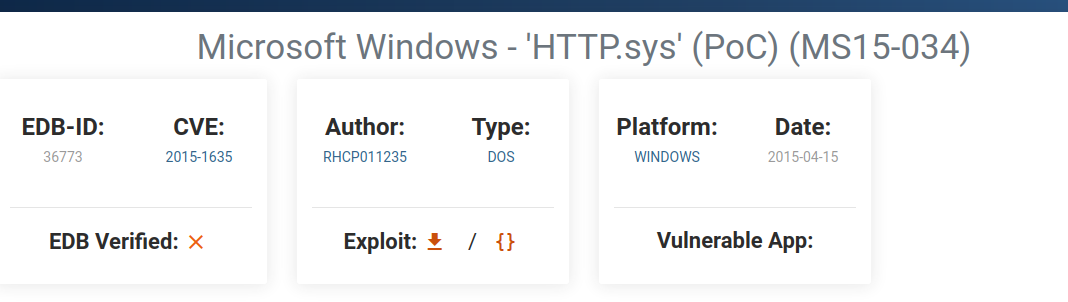 Microsoft Windows - 'HTTP.sys' (PoC) (MS15-034)
EDB-ID: CVE: Author: Type: Platform: Date:
36773 2015-1635 RHCP011235 DOS WINDOWS 2015-04-15
EDB Verified: × Exploit: / {} Vulnerable App: